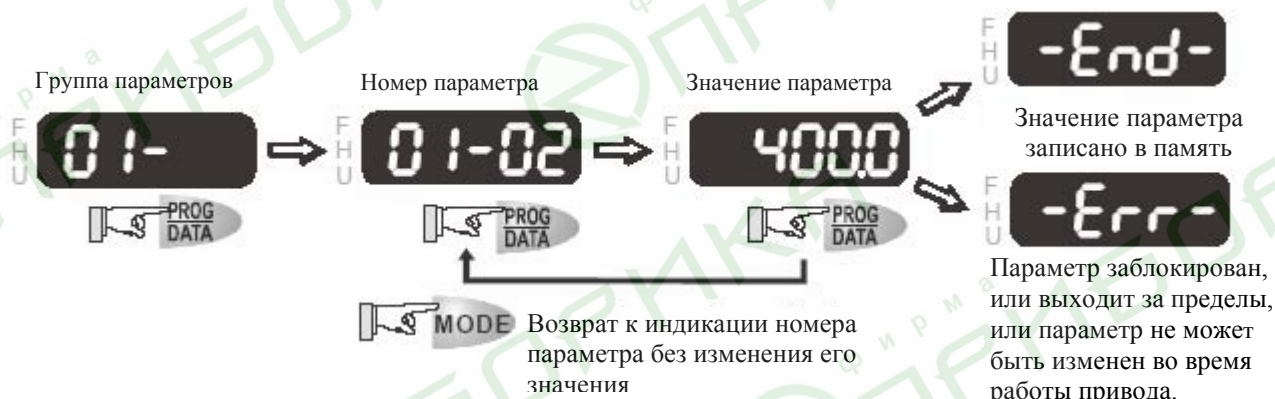 Группа параметров
Номер параметра
Значение параметра
F
H
U
01-
F
H
U
01-02
F
H
U
400.0
F
H
U
-End-
Значение параметра
записано в память
F
H
U
-Err-
Параметр заблокирован,
или выходит за пределы,
или параметр не может
быть изменен во время
работы привода.
PROG
DATA
PROG
DATA
PROG
DATA
MODE
Возврат к индикации номера
параметра без изменения его
значения
фирма
ПРИБОРИКА